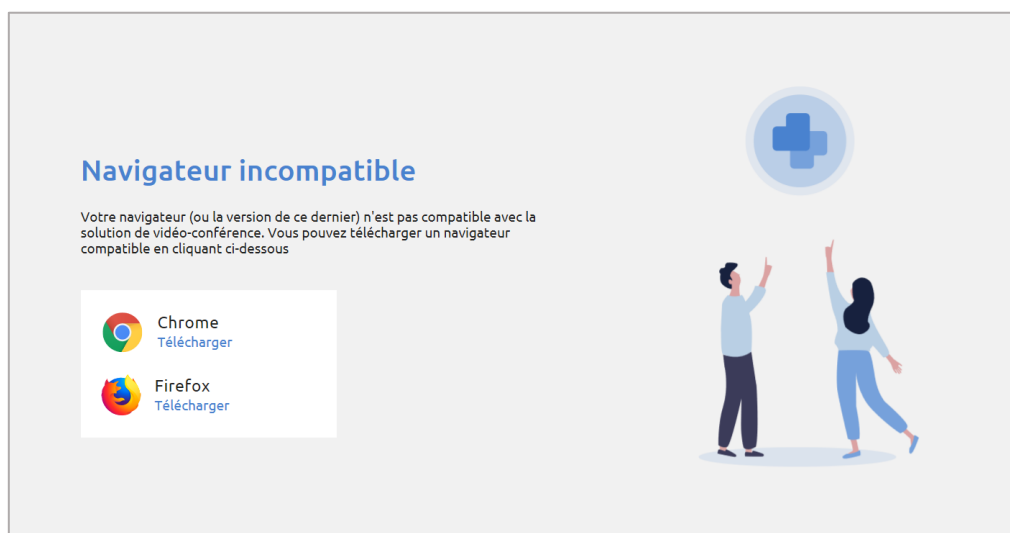 Navigateur incompatible
Votre navigateur (ou la version de ce dernier) n'est pas compatible avec la
solution de vidéo-conférence. Vous pouvez télécharger un navigateur
compatible en cliquant ci-dessous
Chrome
Télécharger
Firefox
Télécharger